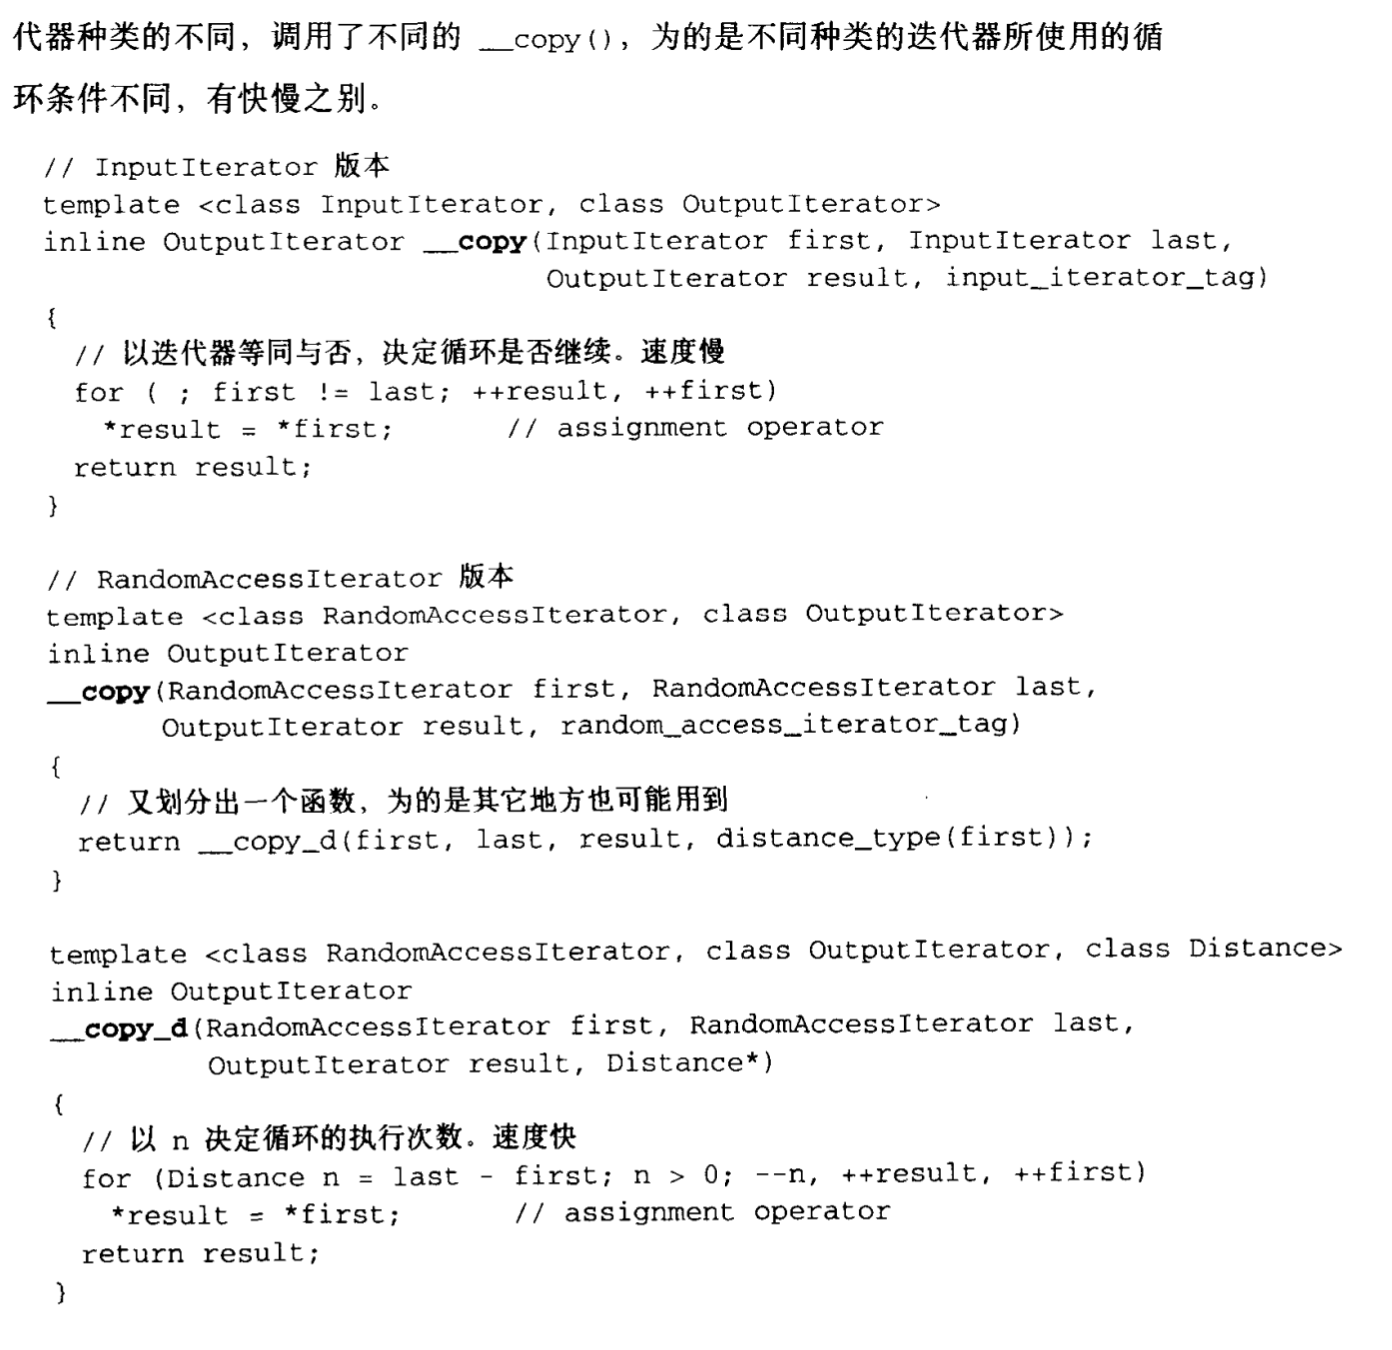 代器种类的不同，调用了不同的 __copy()，为的是不同种类的迭代器所使用的循
环条件不同，有快慢之别。
// InputIterator 版本
template <class InputIterator, class OutputIterator>
inline OutputIterator __copy(InputIterator first, InputIterator last,
OutputIterator result, input_iterator_tag)
{
// 以迭代器等同与否，决定循环是否继续。速度慢
for ( ; first != last; ++result, ++first)
*result = *first; // assignment operator
return result;
}
// RandomAccessIterator 版本
template <class RandomAccessIterator, class OutputIterator>
inline OutputIterator
__copy(RandomAccessIterator first, RandomAccessIterator last,
OutputIterator result, random_access_iterator_tag)
{
// 又划分出一个函数，为的是其它地方也可能用到
return __copy_d(first, last, result, distance_type(first));
}
template <class RandomAccessIterator, class OutputIterator, class Distance>
inline OutputIterator
__copy_d(RandomAccessIterator first, RandomAccessIterator last,
OutputIterator result, Distance*)
{
// 以 n 决定循环的执行次数。速度快
for (Distance n = last - first; n > 0; --n, ++result, ++first)
*result = *first; // assignment operator
return result;
}